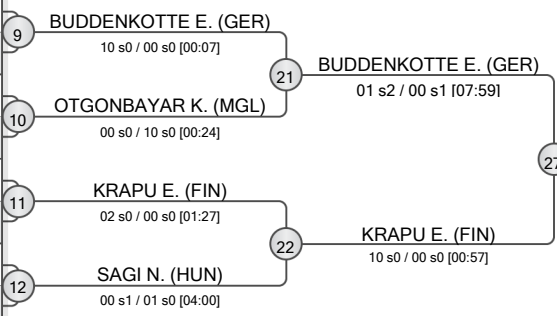 9
BUDDENKOTTE E. (GER)
10 s0 / 00 s0 [00:07]
21
BUDDENKOTTE E. (GER)
01 s2 / 00 s1 [07:59]
10
OTGONBAYAR K. (MGL)
00 s0 / 10 s0 [00:24]
27
11
KRAPU E. (FIN)
02 s0 / 00 s0 [01:27]
22
KRAPU E. (FIN)
10 s0 / 00 s0 [00:57]
12
SAGI N. (HUN)
00 s1 / 01 s0 [04:00]